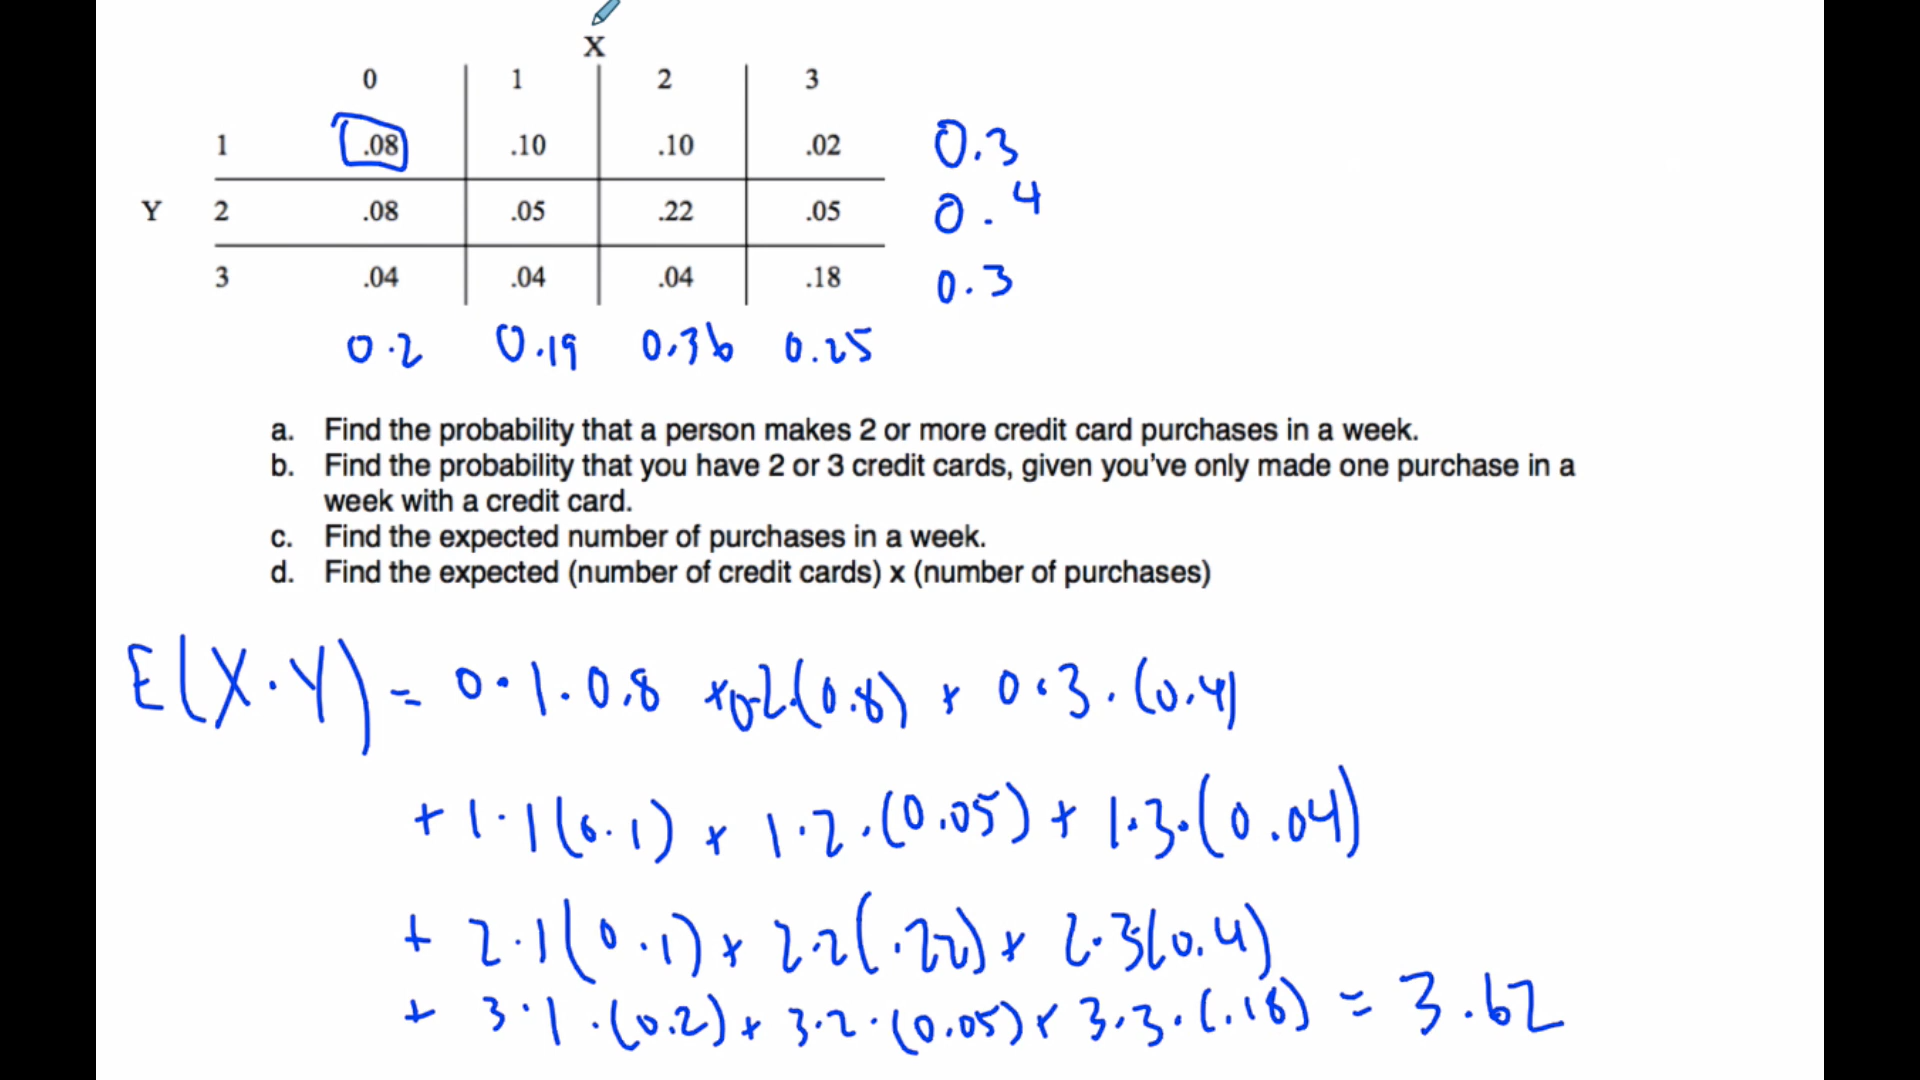 X
0 1 2 3
1 .08 .10 .10 .02 0.3
Y 2 .08 .05 .22 .05 0.4
3 .04 .04 .04 .18 0.3
0.2 0.19 0.36 0.25
a. Find the probability that a person makes 2 or more credit card purchases in a week.
b. Find the probability that you have 2 or 3 credit cards, given you've only made one purchase in a
week with a credit card.
c. Find the expected number of purchases in a week.
d. Find the expected (number of credit cards) x (number of purchases)
E(X·Y) = 0·1·0.8 + 0·2·(0.8) + 0·3·(0.4)
+ 1·1(0.1) + 1·2·(0.05) + 1·3·(0.04)
+ 2·1(0.1) + 2·2(.22) + 2·3(0.4)
+ 3·1·(0.2) + 3·2·(0.05) + 3·3·(.18) = 3.62